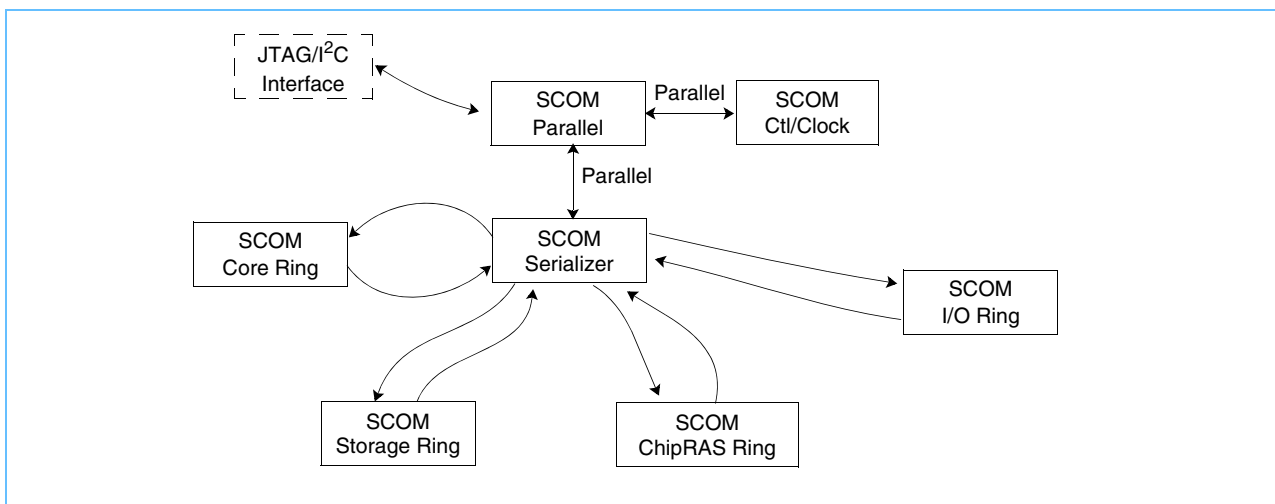 JTAG/I²C
Interface
SCOM
Parallel
Parallel
SCOM
Ctl/Clock
Parallel
SCOM
Core Ring
SCOM
Serializer
SCOM
I/O Ring
SCOM
Storage Ring
SCOM
ChipRAS Ring